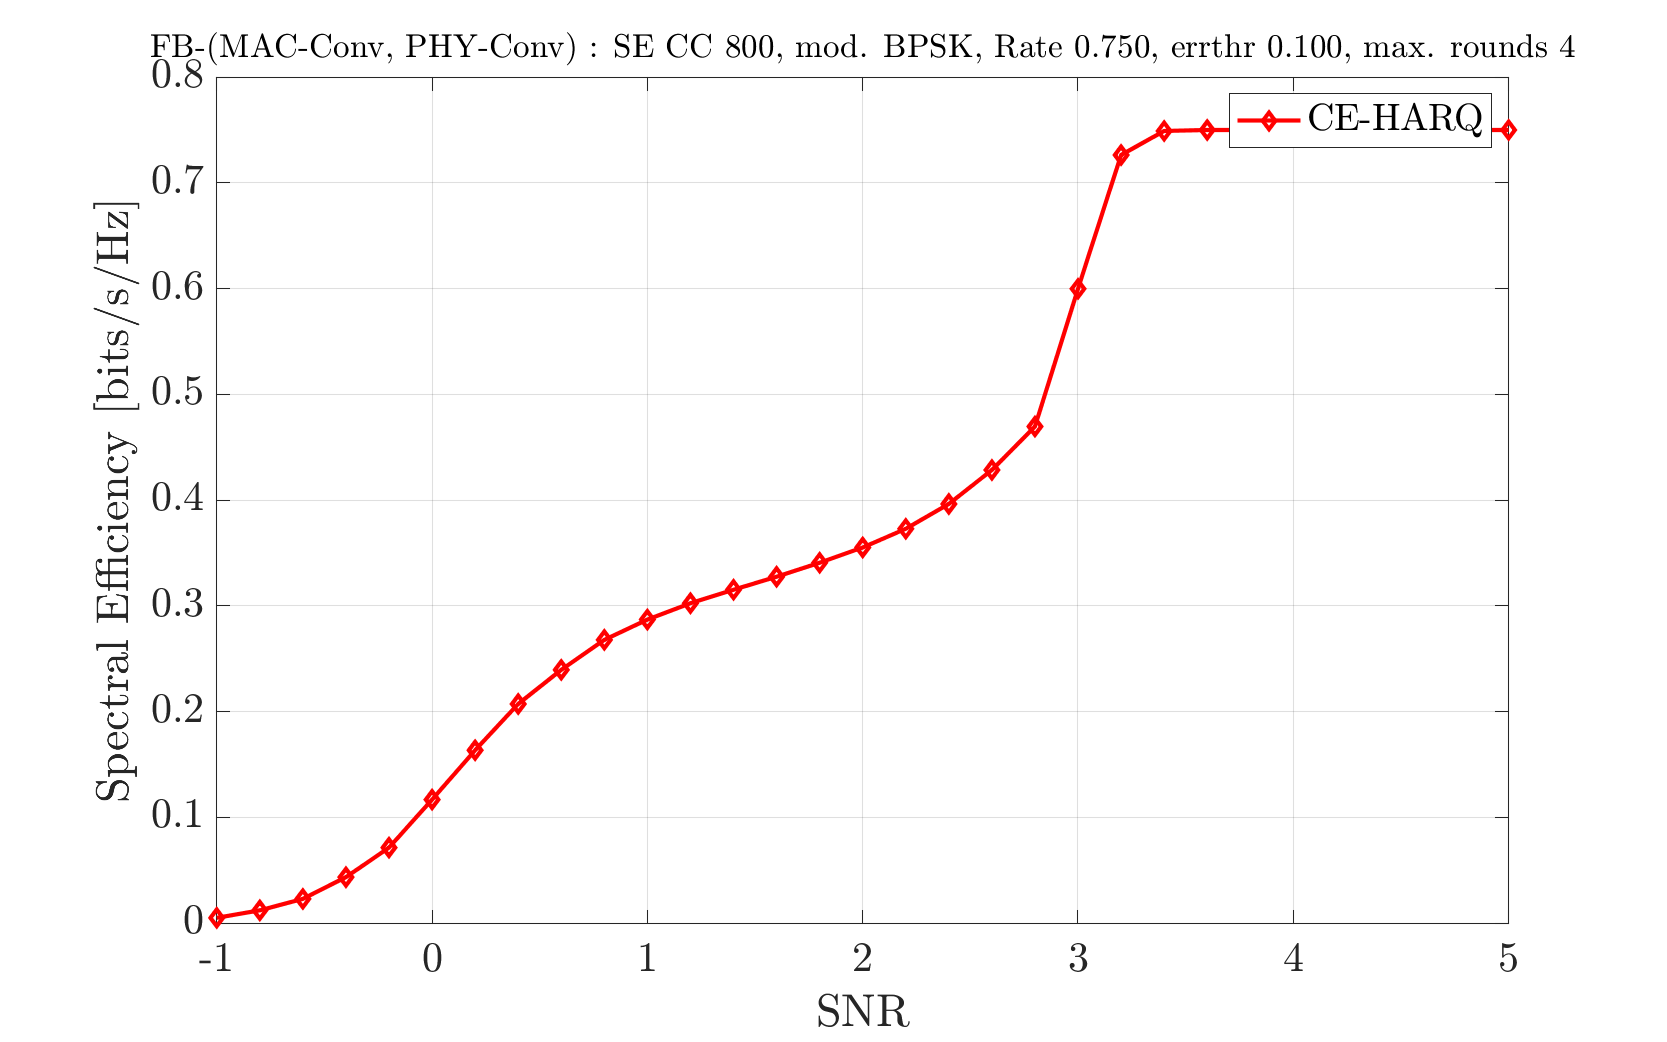 FB-(MAC-Conv, PHY-Conv) : SE CC 800, mod. BPSK, Rate 0.750, errthr 0.100, max. rounds 4
CE-HARQ
Spectral Efficiency [bits/s/Hz]
0.8
0.7
0.6
0.5
0.4
0.3
0.2
0.1
0
-1 0 1 2 3 4 5
SNR